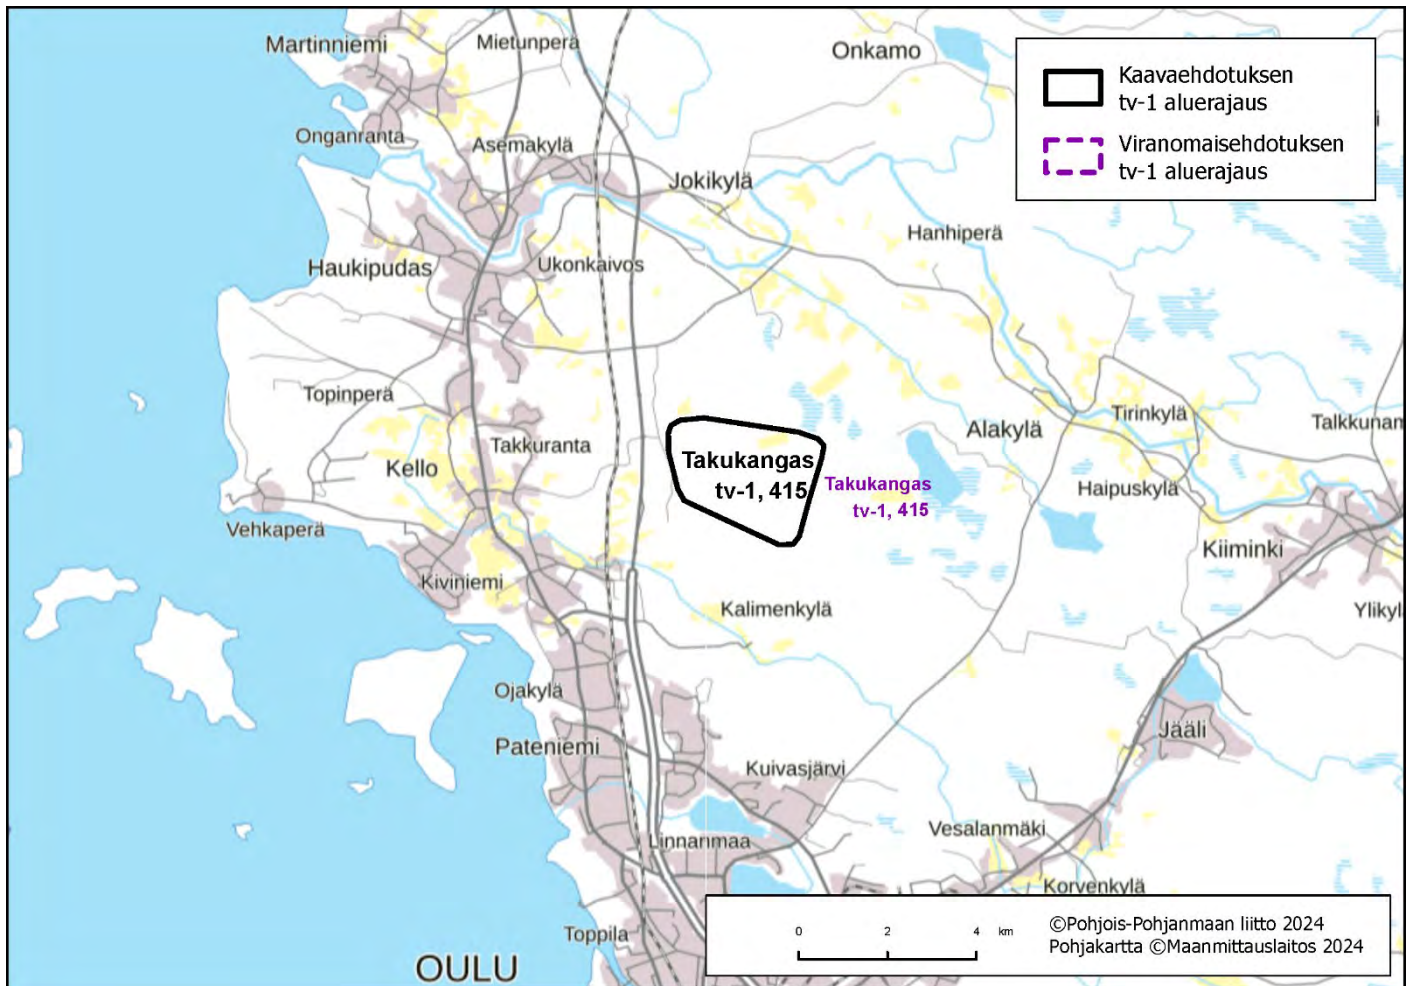 Martinniemi
Mietunperä
Onkamo
Kaavaehdotuksen
tv-1 aluerajaus
Viranomaisehdotuksen
tv-1 aluerajaus
Onganranta
Asemakylä
Jokikylä
Hanhiperä
Haukipudas
Ukonkaivos
Topinperä
Takkuranta
Kello
Vehkaperä
Kiviniemi
Takukangas
tv-1, 415
Takukangas
tv-1, 415
Alakylä
Tirinkylä
Talkkunam
Haipuskylä
Kiiminki
Kalimenkylä
Ylikyl
Ojakylä
Pateniemi
Kuivasjärvi
Jääli
Linnanmaa
Vesalanmäki
Korvenkylä
Toppila
OULU
0 2 4 km
©Pohjois-Pohjanmaan liitto 2024
Pohjakartta ©Maanmittauslaitos 2024